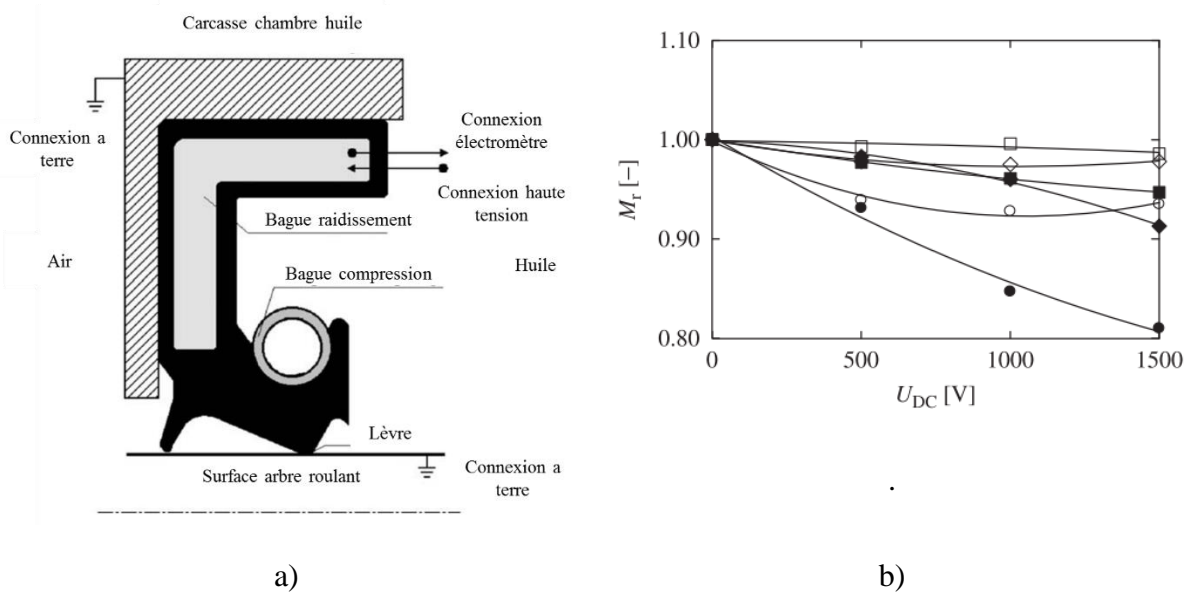 Carcasse chambre huile
Connexion a
terre
Connexion
électromètre
Connexion haute
tension
Bague raidissement
Air
Huile
Bague compression
Lèvre
Surface arbre roulant
Connexion a
terre
a)
1.10
1.00
0.90
0.80
M_r [−]
0
500
1000
1500
U_DC [V]
.
b)